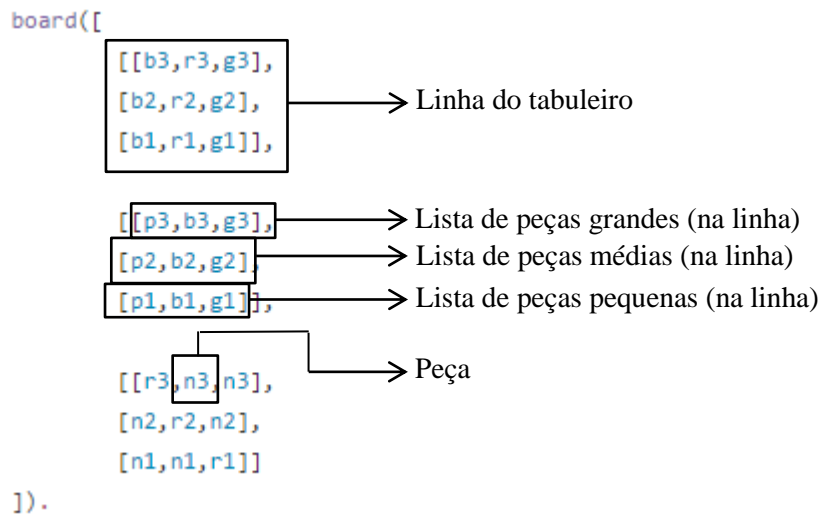 board([
[[b3,r3,g3],
[b2,r2,g2], Linha do tabuleiro
[b1,r1,g1]],
[[p3,b3,g3], Lista de peças grandes (na linha)
[p2,b2,g2], Lista de peças médias (na linha)
[p1,b1,g1]], Lista de peças pequenas (na linha)
Peça
[[r3,n3,n3],
[n2,r2,n2],
[n1,n1,r1]]
]).